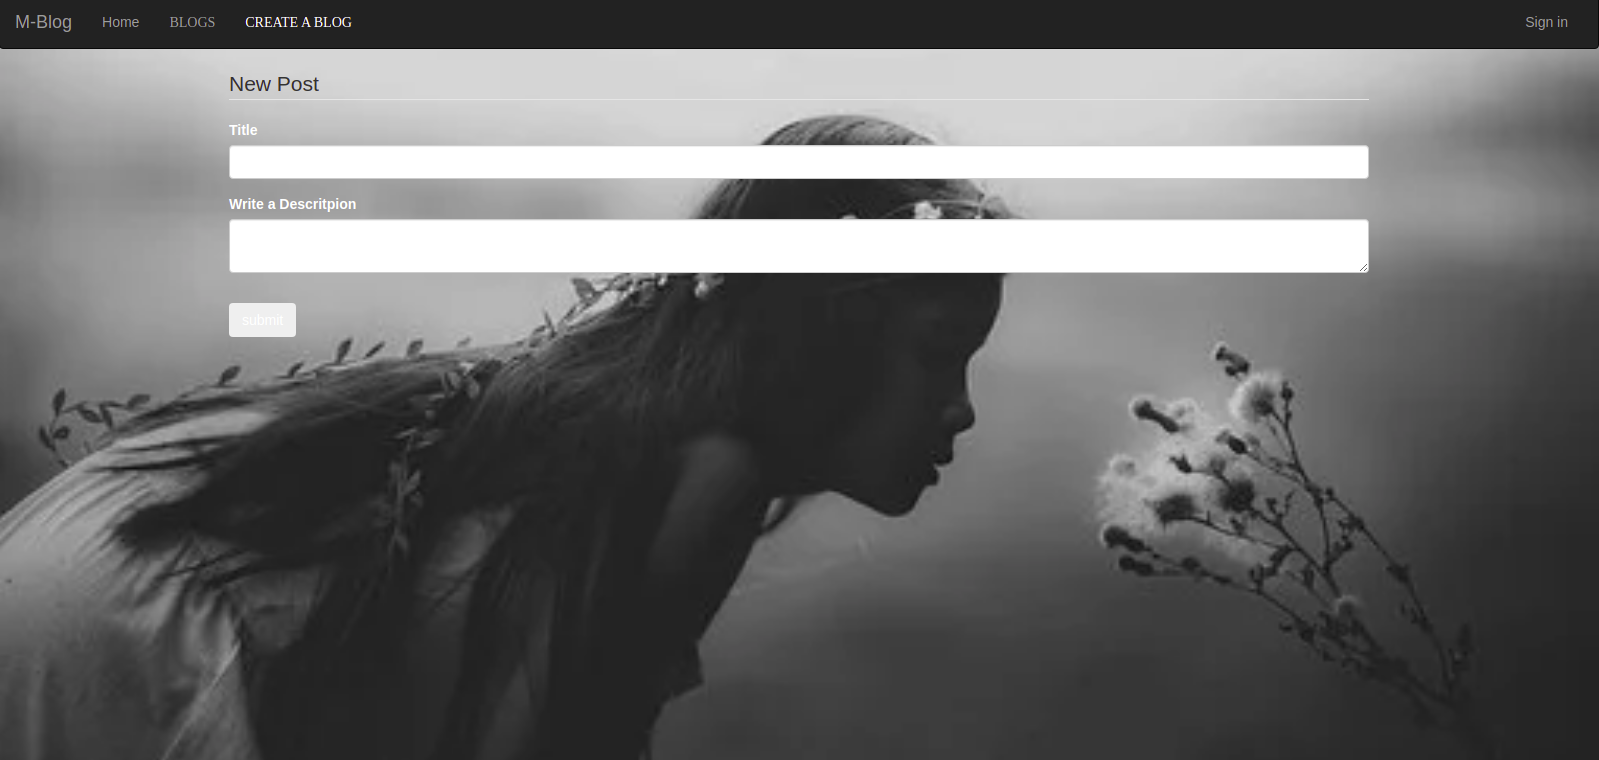 M-Blog Home BLOGS CREATE A BLOG Sign in
New Post
Title
Write a Descritpion
submit